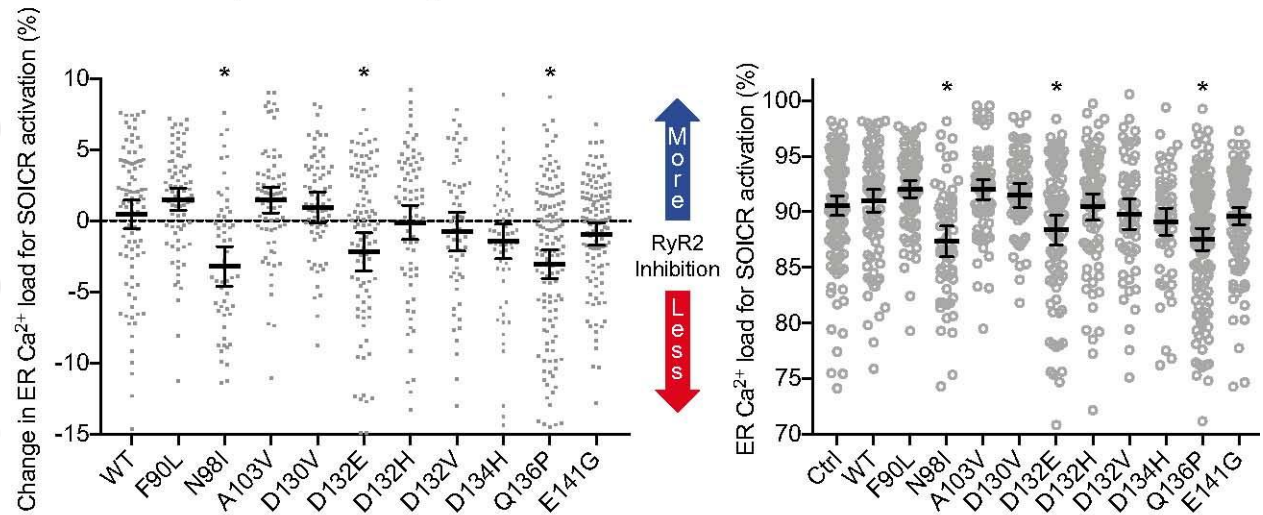 Change in ER Ca²⁺ load for SOICR activation (%)
10
5
0
-5
-10
-15
* * *
WT F90L N98I A103V D130V D132E D132H D132V D134H Q136P E141G
More
RyR2
Inhibition
Less
ER Ca²⁺ load for SOICR activation (%)
100
95
90
85
80
75
70
* * *
Ctrl WT F90L N98I A103V D130V D132E D132H D132V D134H Q136P E141G